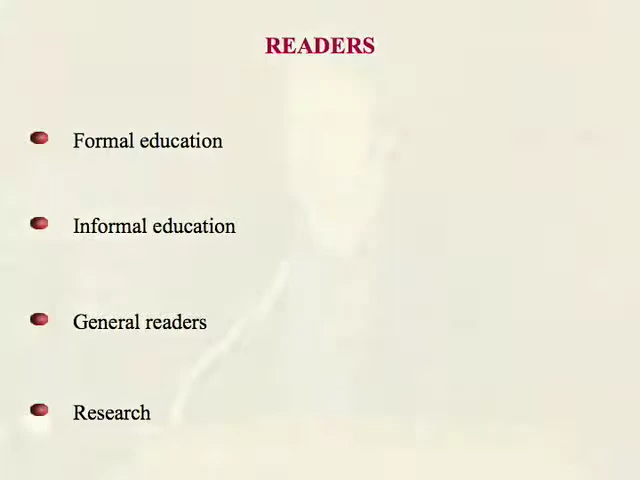 READERS
Formal education
Informal education
General readers
Research